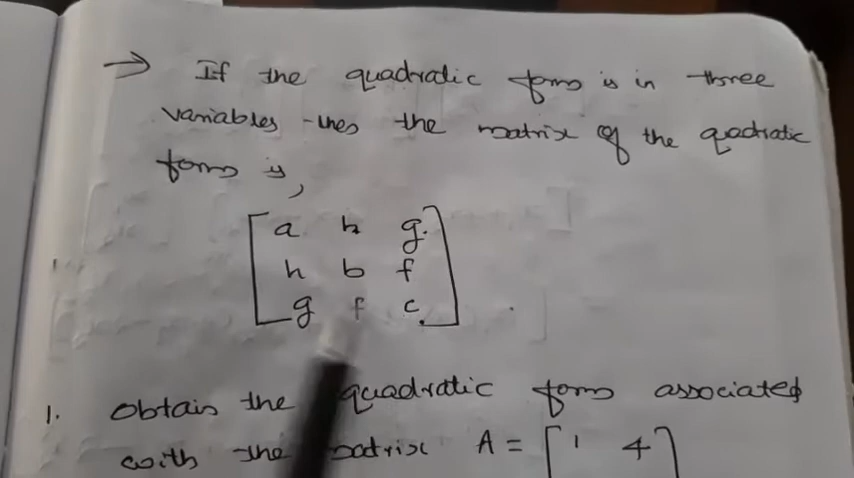 → If the quadratic form is in three
variables then the matrix of the quadratic
form is,
a h g
h b f
g f c
1. obtain the quadratic form associated
with the matrix A = [1 4]